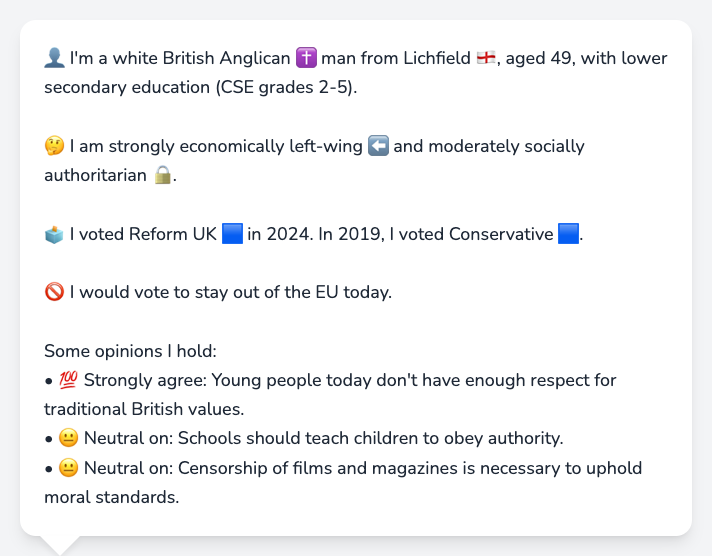 👤 I'm a white British Anglican ✝️ man from Lichfield 🏴󠁧󠁢󠁥󠁮󠁧󠁿, aged 49, with lower
secondary education (CSE grades 2-5).
🤔 I am strongly economically left-wing ⬅️ and moderately socially
authoritarian 🔒.
🗳️ I voted Reform UK 🟦 in 2024. In 2019, I voted Conservative 🟦.
🚫 I would vote to stay out of the EU today.
Some opinions I hold:
• 💯 Strongly agree: Young people today don't have enough respect for
traditional British values.
• 😐 Neutral on: Schools should teach children to obey authority.
• 😐 Neutral on: Censorship of films and magazines is necessary to uphold
moral standards.